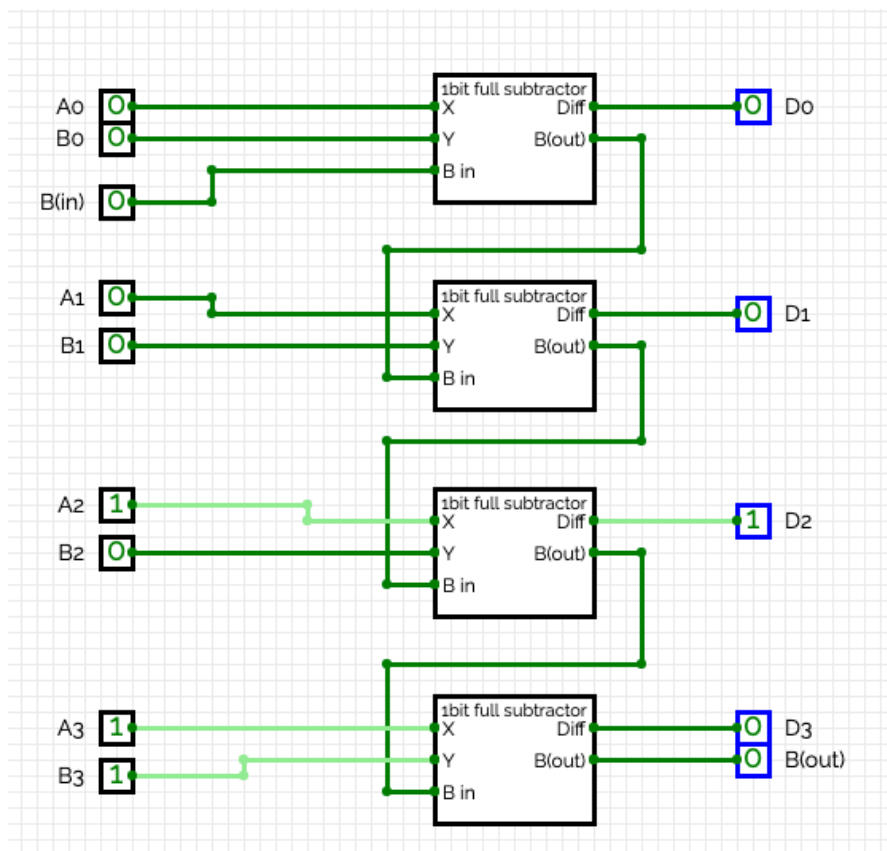 1bit full subtractor
A0 0 X Diff 0 D0
B0 0 Y B(out)
B(in) 0 B in
1bit full subtractor
A1 0 X Diff 0 D1
B1 0 Y B(out)
B in
1bit full subtractor
A2 1 X Diff 1 D2
B2 0 Y B(out)
B in
1bit full subtractor
A3 1 X Diff 0 D3
B3 1 Y B(out) 0 B(out)
B in